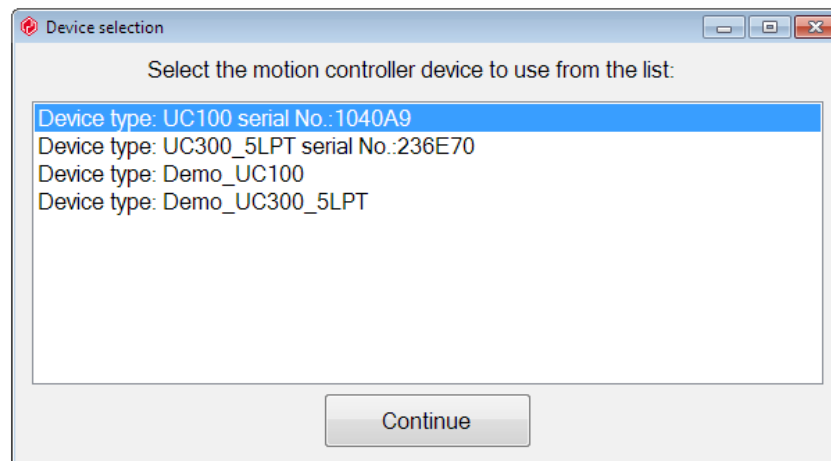 Device selection
Select the motion controller device to use from the list:
Device type: UC100 serial No.:1040A9
Device type: UC300_5LPT serial No.:236E70
Device type: Demo_UC100
Device type: Demo_UC300_5LPT
Continue